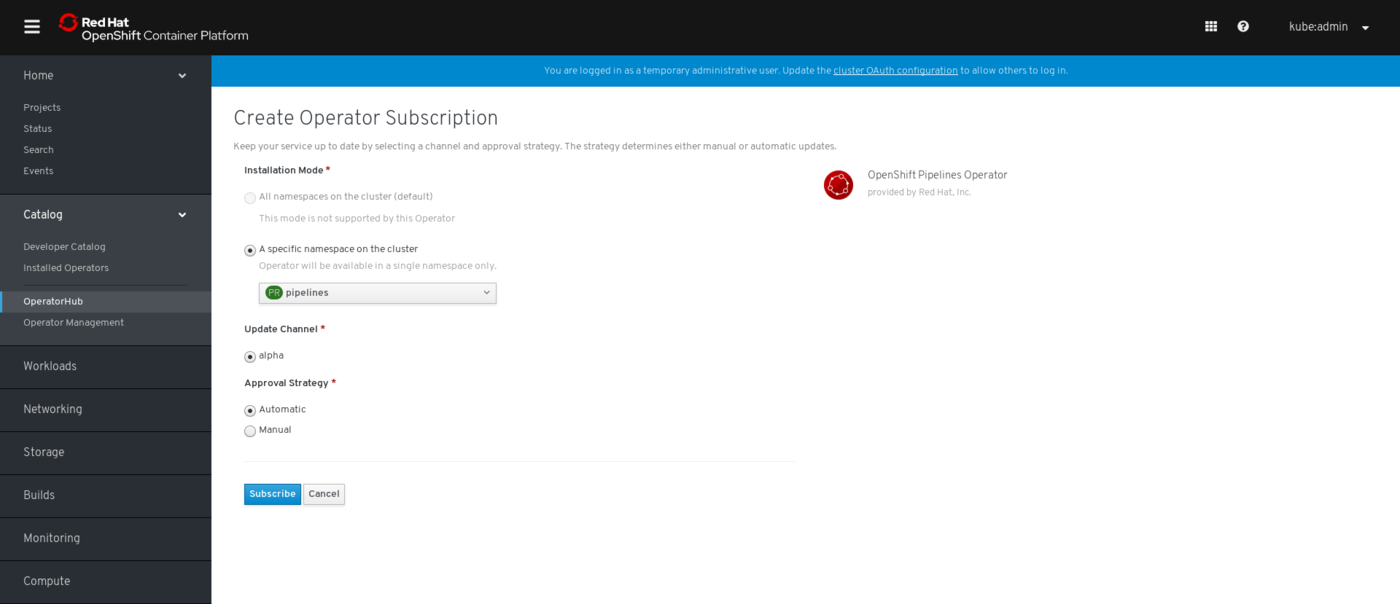 Red Hat
OpenShift Container Platform
kube:admin
Home
Projects
Status
Search
Events
Catalog
Developer Catalog
Installed Operators
OperatorHub
Operator Management
Workloads
Networking
Storage
Builds
Monitoring
Compute
You are logged in as a temporary administrative user. Update the cluster OAuth configuration to allow others to log in.
Create Operator Subscription
Keep your service up to date by selecting a channel and approval strategy. The strategy determines either manual or automatic updates.
Installation Mode *
All namespaces on the cluster (default)
This mode is not supported by this Operator
A specific namespace on the cluster
Operator will be available in a single namespace only.
PR pipelines
Update Channel *
alpha
Approval Strategy *
Automatic
Manual
Subscribe Cancel
OpenShift Pipelines Operator
provided by Red Hat, Inc.